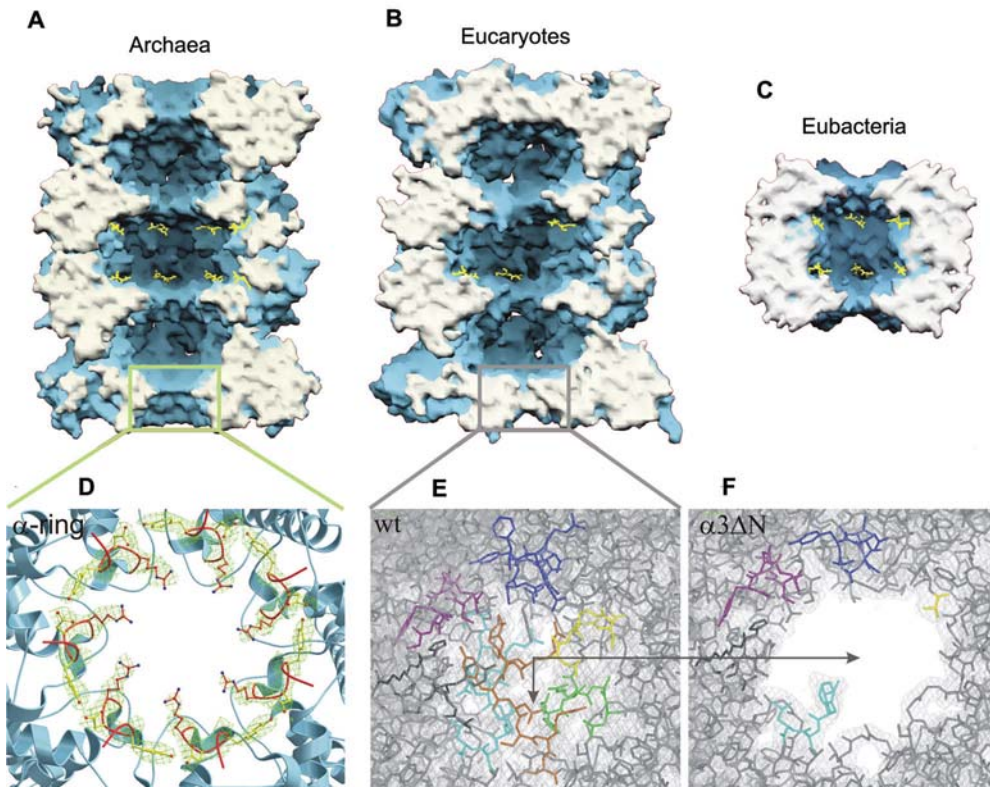 A
Archaea
B
Eucaryotes
C
Eubacteria
D
α-ring
E
wt
F
α3ΔN